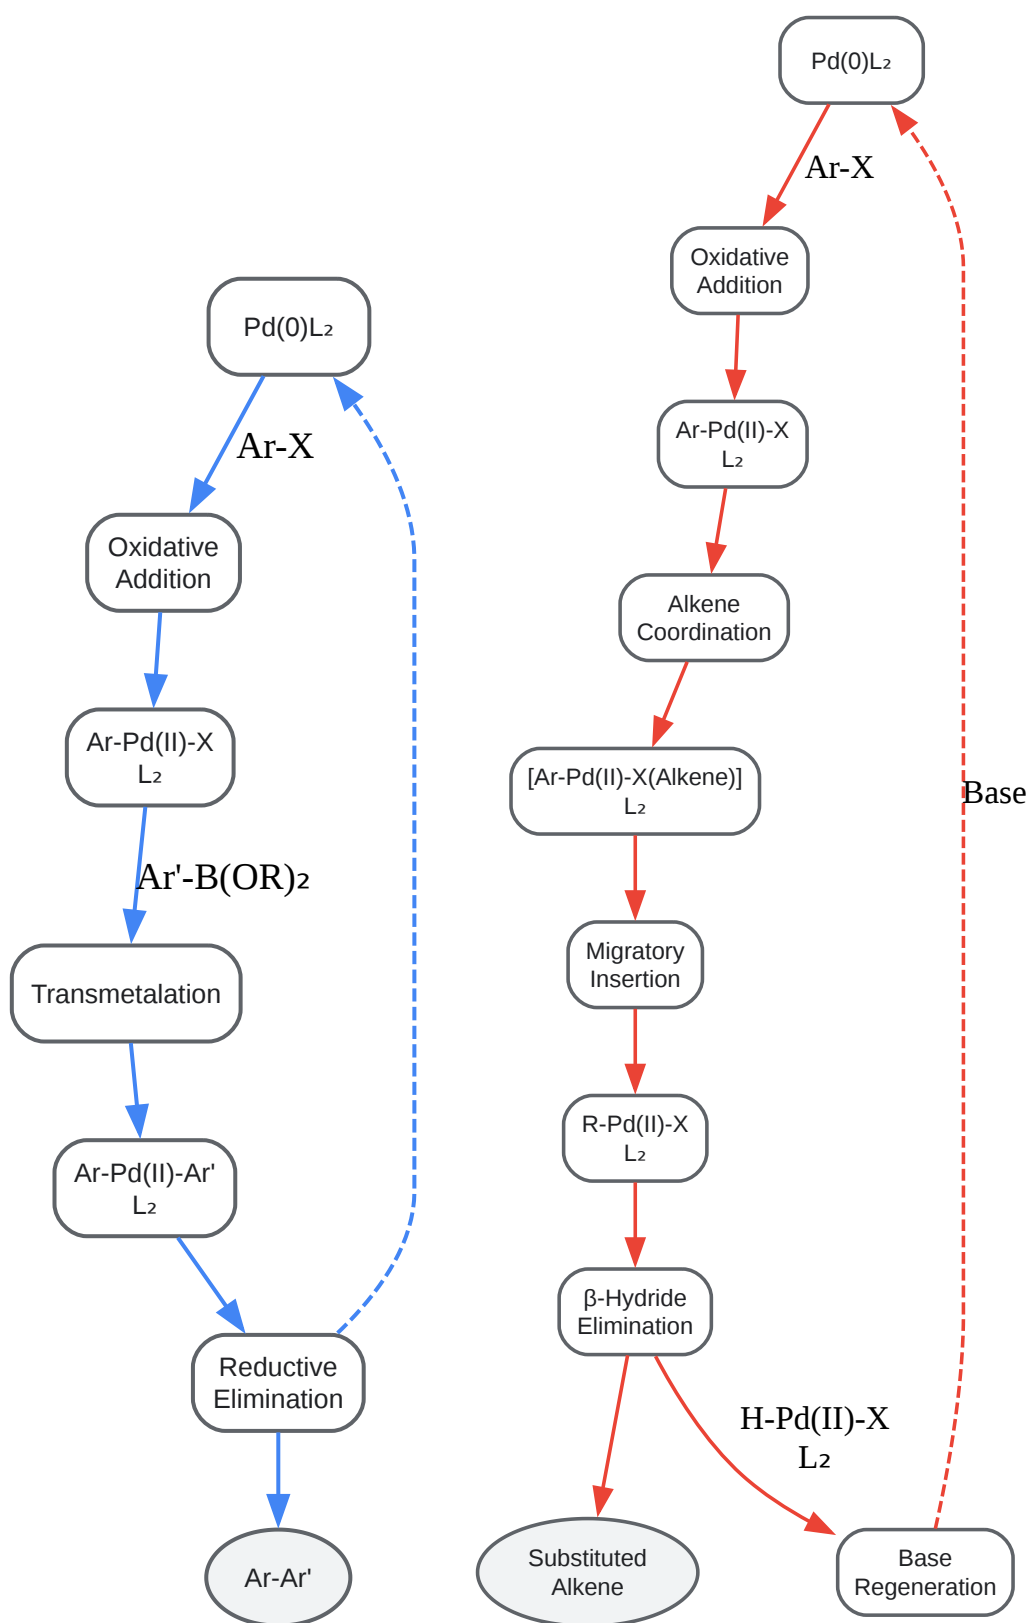 Pd(0)L₂
Ar-X
Oxidative
Addition
Ar-Pd(II)-X
L₂
Ar'-B(OR)₂
Transmetalation
Ar-Pd(II)-Ar'
L₂
Reductive
Elimination
Ar-Ar'
Pd(0)L₂
Ar-X
Oxidative
Addition
Ar-Pd(II)-X
L₂
Alkene
Coordination
[Ar-Pd(II)-X(Alkene)]
L₂
Base
Migratory
Insertion
R-Pd(II)-X
L₂
β-Hydride
Elimination
H-Pd(II)-X
L₂
Substituted
Alkene
Base
Regeneration